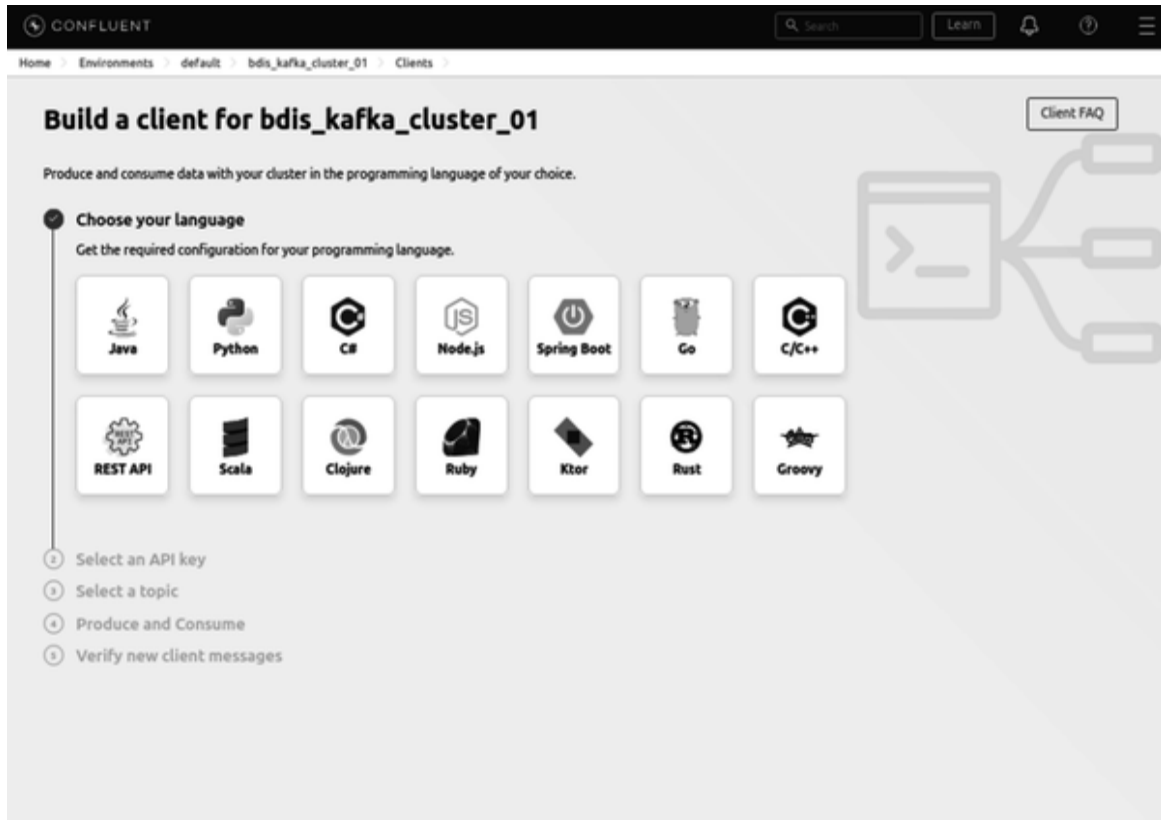 CONFLUENT
Search
Learn
Home > Environments > default > bdis_kafka_cluster_01 > Clients >
Build a client for bdis_kafka_cluster_01
Client FAQ
Produce and consume data with your cluster in the programming language of your choice.
Choose your language
Get the required configuration for your programming language.
Java Python C# Node.js Spring Boot Go C/C++
REST API Scala Clojure Ruby Ktor Rust Groovy
2 Select an API key
3 Select a topic
4 Produce and Consume
5 Verify new client messages